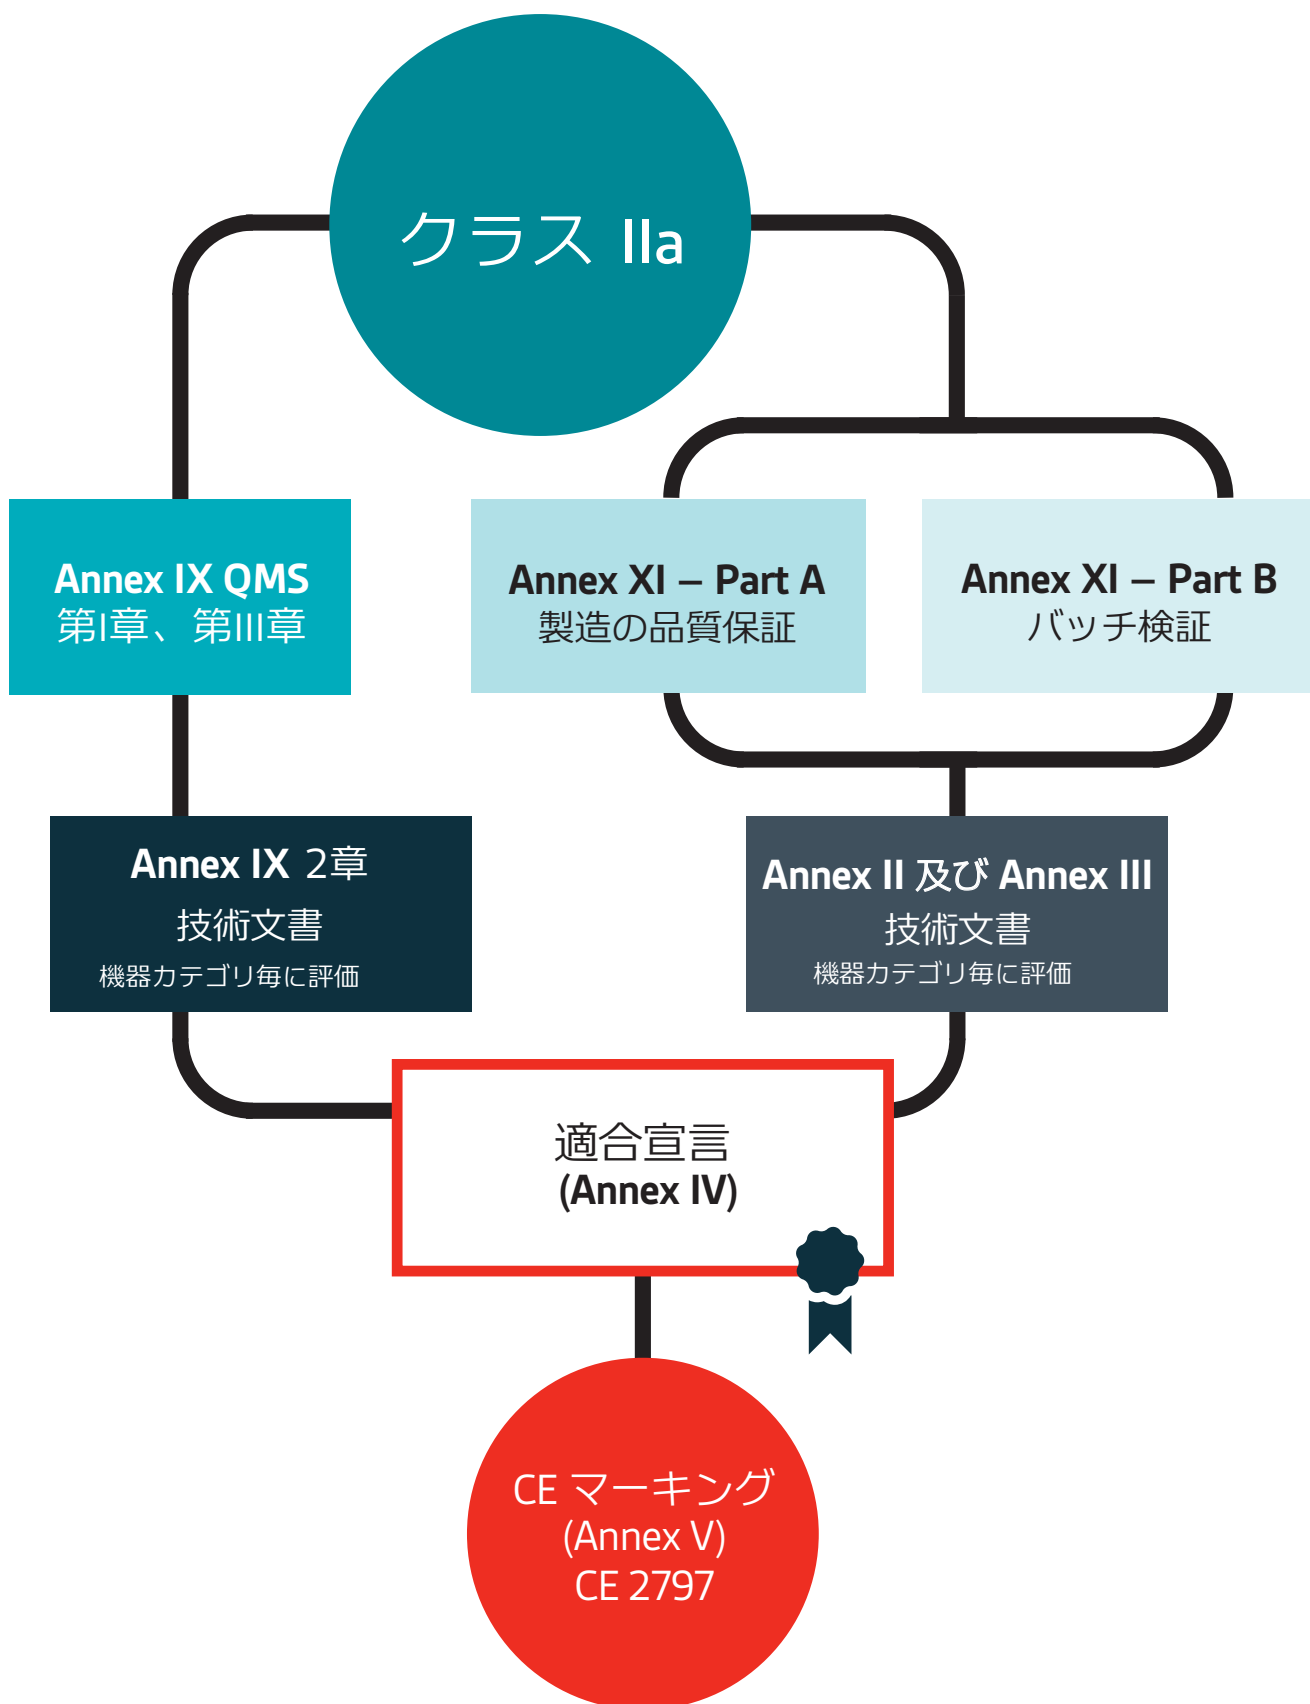 クラス IIa
Annex IX QMS
第I章、第III章
Annex XI – Part A
製造の品質保証
Annex XI – Part B
バッチ検証
Annex IX 2章
技術文書
機器カテゴリ毎に評価
Annex II 及び Annex III
技術文書
機器カテゴリ毎に評価
適合宣言
(Annex IV)
CE マーキング
(Annex V)
CE 2797